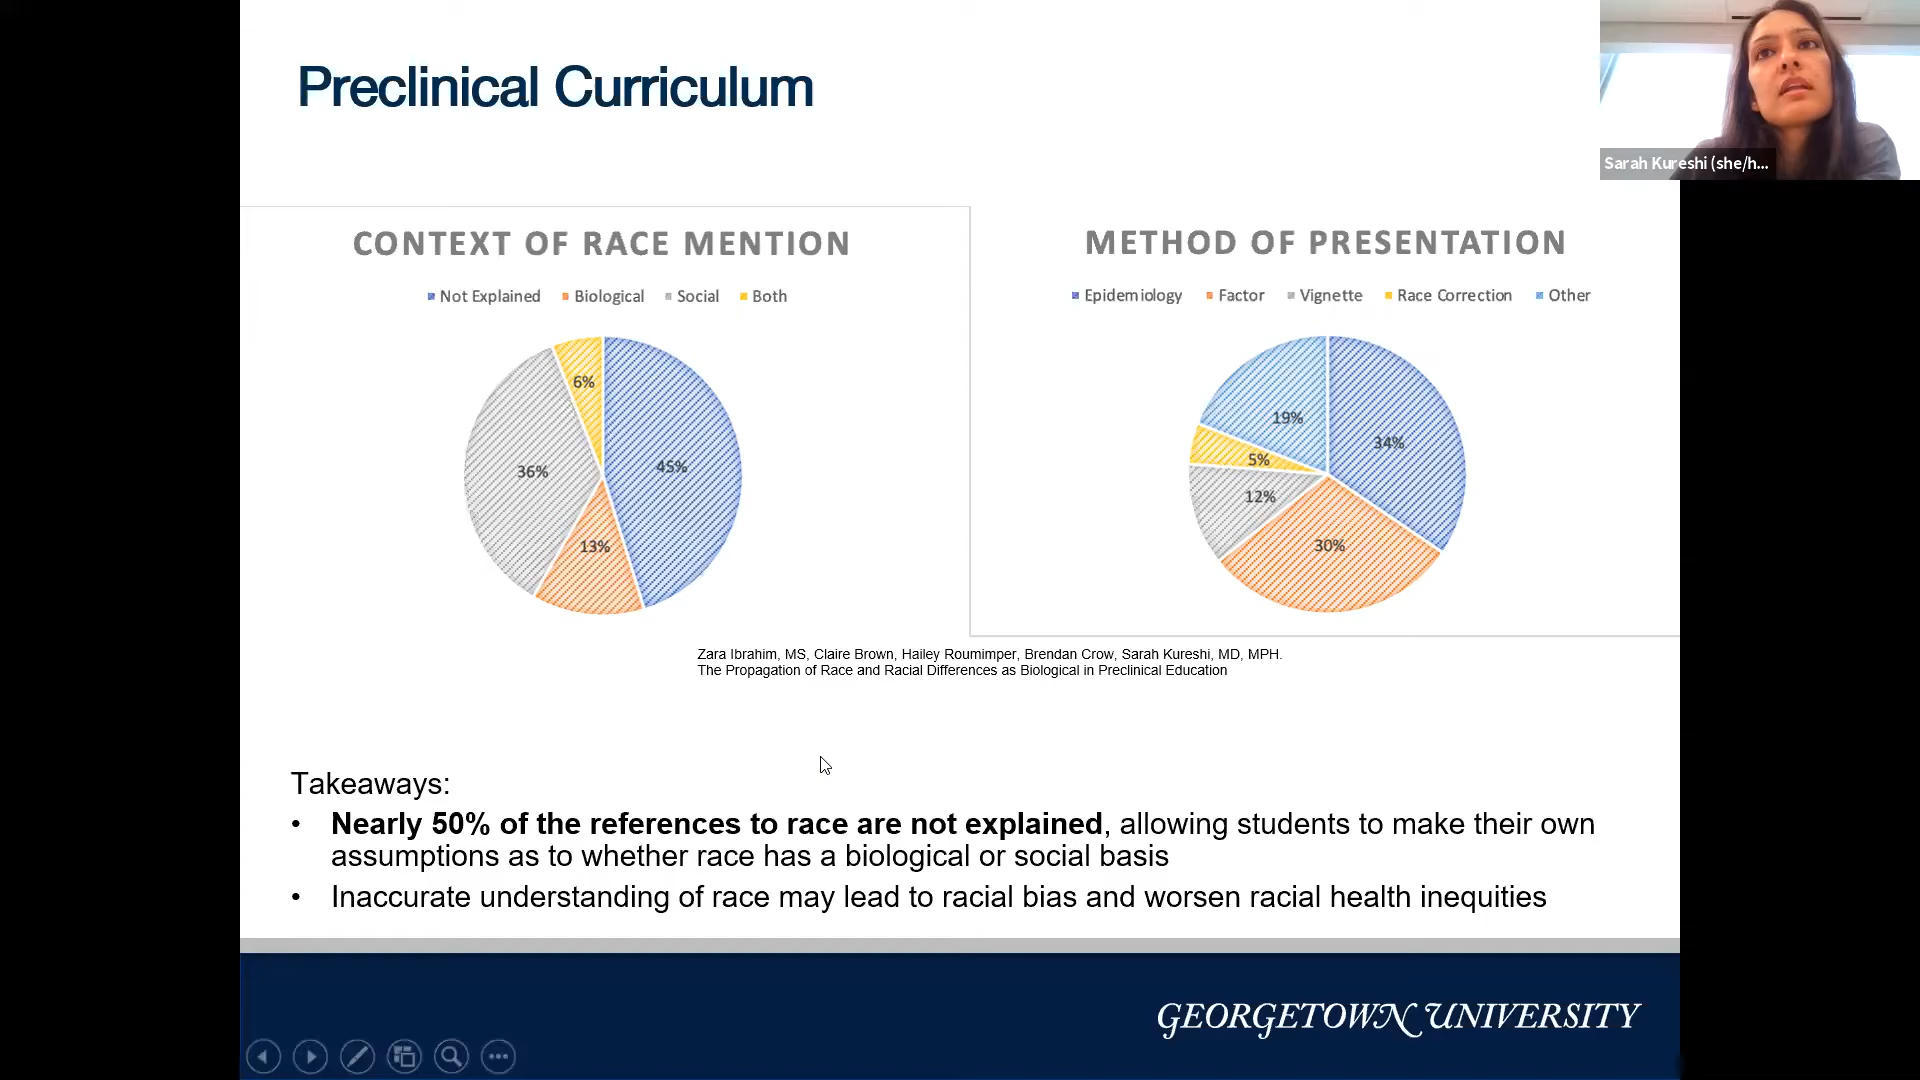 Preclinical Curriculum
Sarah Kureshi (she/h...
CONTEXT OF RACE MENTION
Not Explained Biological Social Both
6%
45%
36%
13%
METHOD OF PRESENTATION
Epidemiology Factor Vignette Race Correction Other
19%
34%
5%
12%
30%
Zara Ibrahim, MS, Claire Brown, Hailey Roumimper, Brendan Crow, Sarah Kureshi, MD, MPH.
The Propagation of Race and Racial Differences as Biological in Preclinical Education
Takeaways:
• Nearly 50% of the references to race are not explained, allowing students to make their own
assumptions as to whether race has a biological or social basis
• Inaccurate understanding of race may lead to racial bias and worsen racial health inequities
GEORGETOWN UNIVERSITY